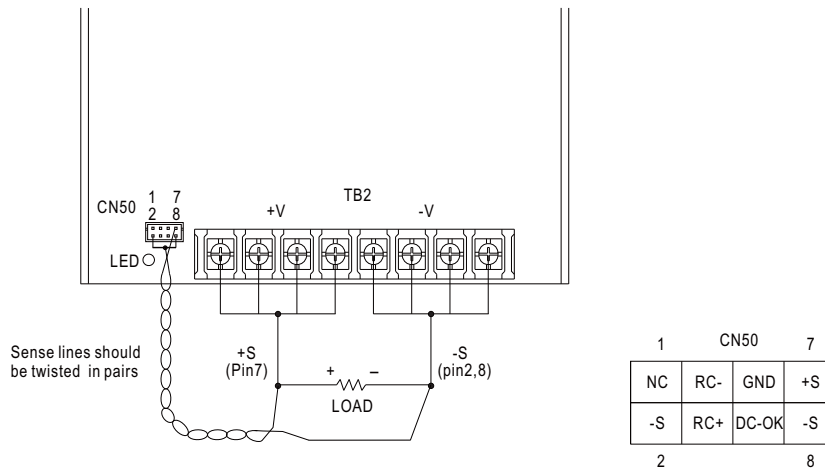 TB2
CN50
1 7
2 8
+V
-V
LED
Sense lines should
be twisted in pairs
+S
(Pin7)
+ –
LOAD
-S
(pin2,8)
1 CN50 7
NC RC- GND +S
-S RC+ DC-OK -S
2 8